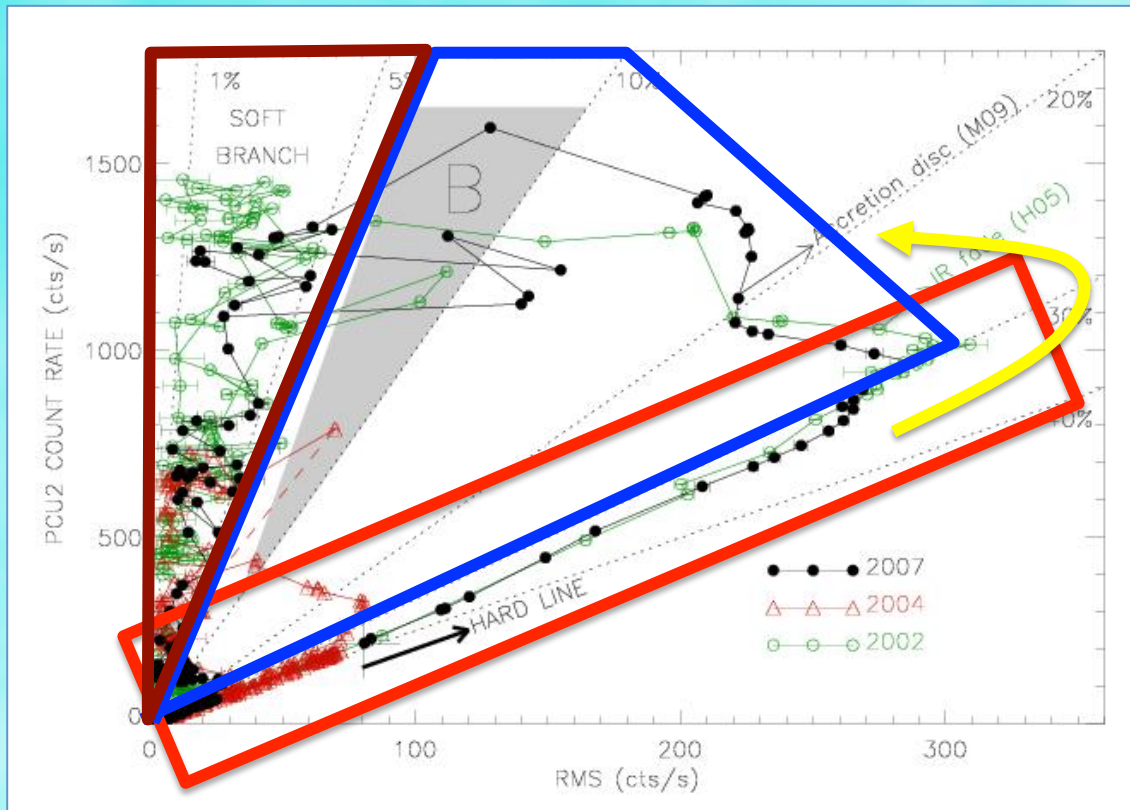 1%
5%
10%
20%
30%
40%
SOFT
BRANCH
B
Accretion disc (M09)
IR fade (H05)
HARD LINE
2007
2004
2002
1500
1000
500
0
0
100
200
300
PCU2 COUNT RATE (cts/s)
RMS (cts/s)